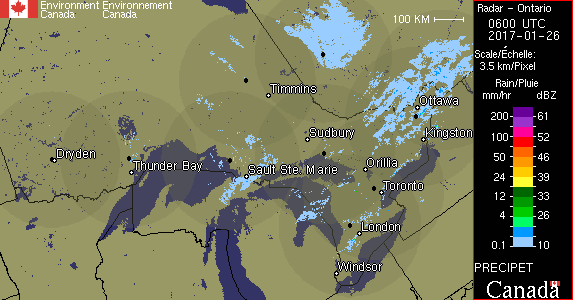 Environment Environnement
Canada Canada
100 KM
Radar - Ontario
0600 UTC
2017-01-26
Scale/Échelle:
3.5 km/Pixel
Rain/Pluie
mm/hr dBZ
200 61
100 52
50 46
24 39
12 33
4 26
0.1 10
PRECIPET
Canada
Timmins
Ottawa
Sudbury
Kingston
Dryden
Thunder Bay
Sault Ste. Marie
Orillia
Toronto
London
Windsor